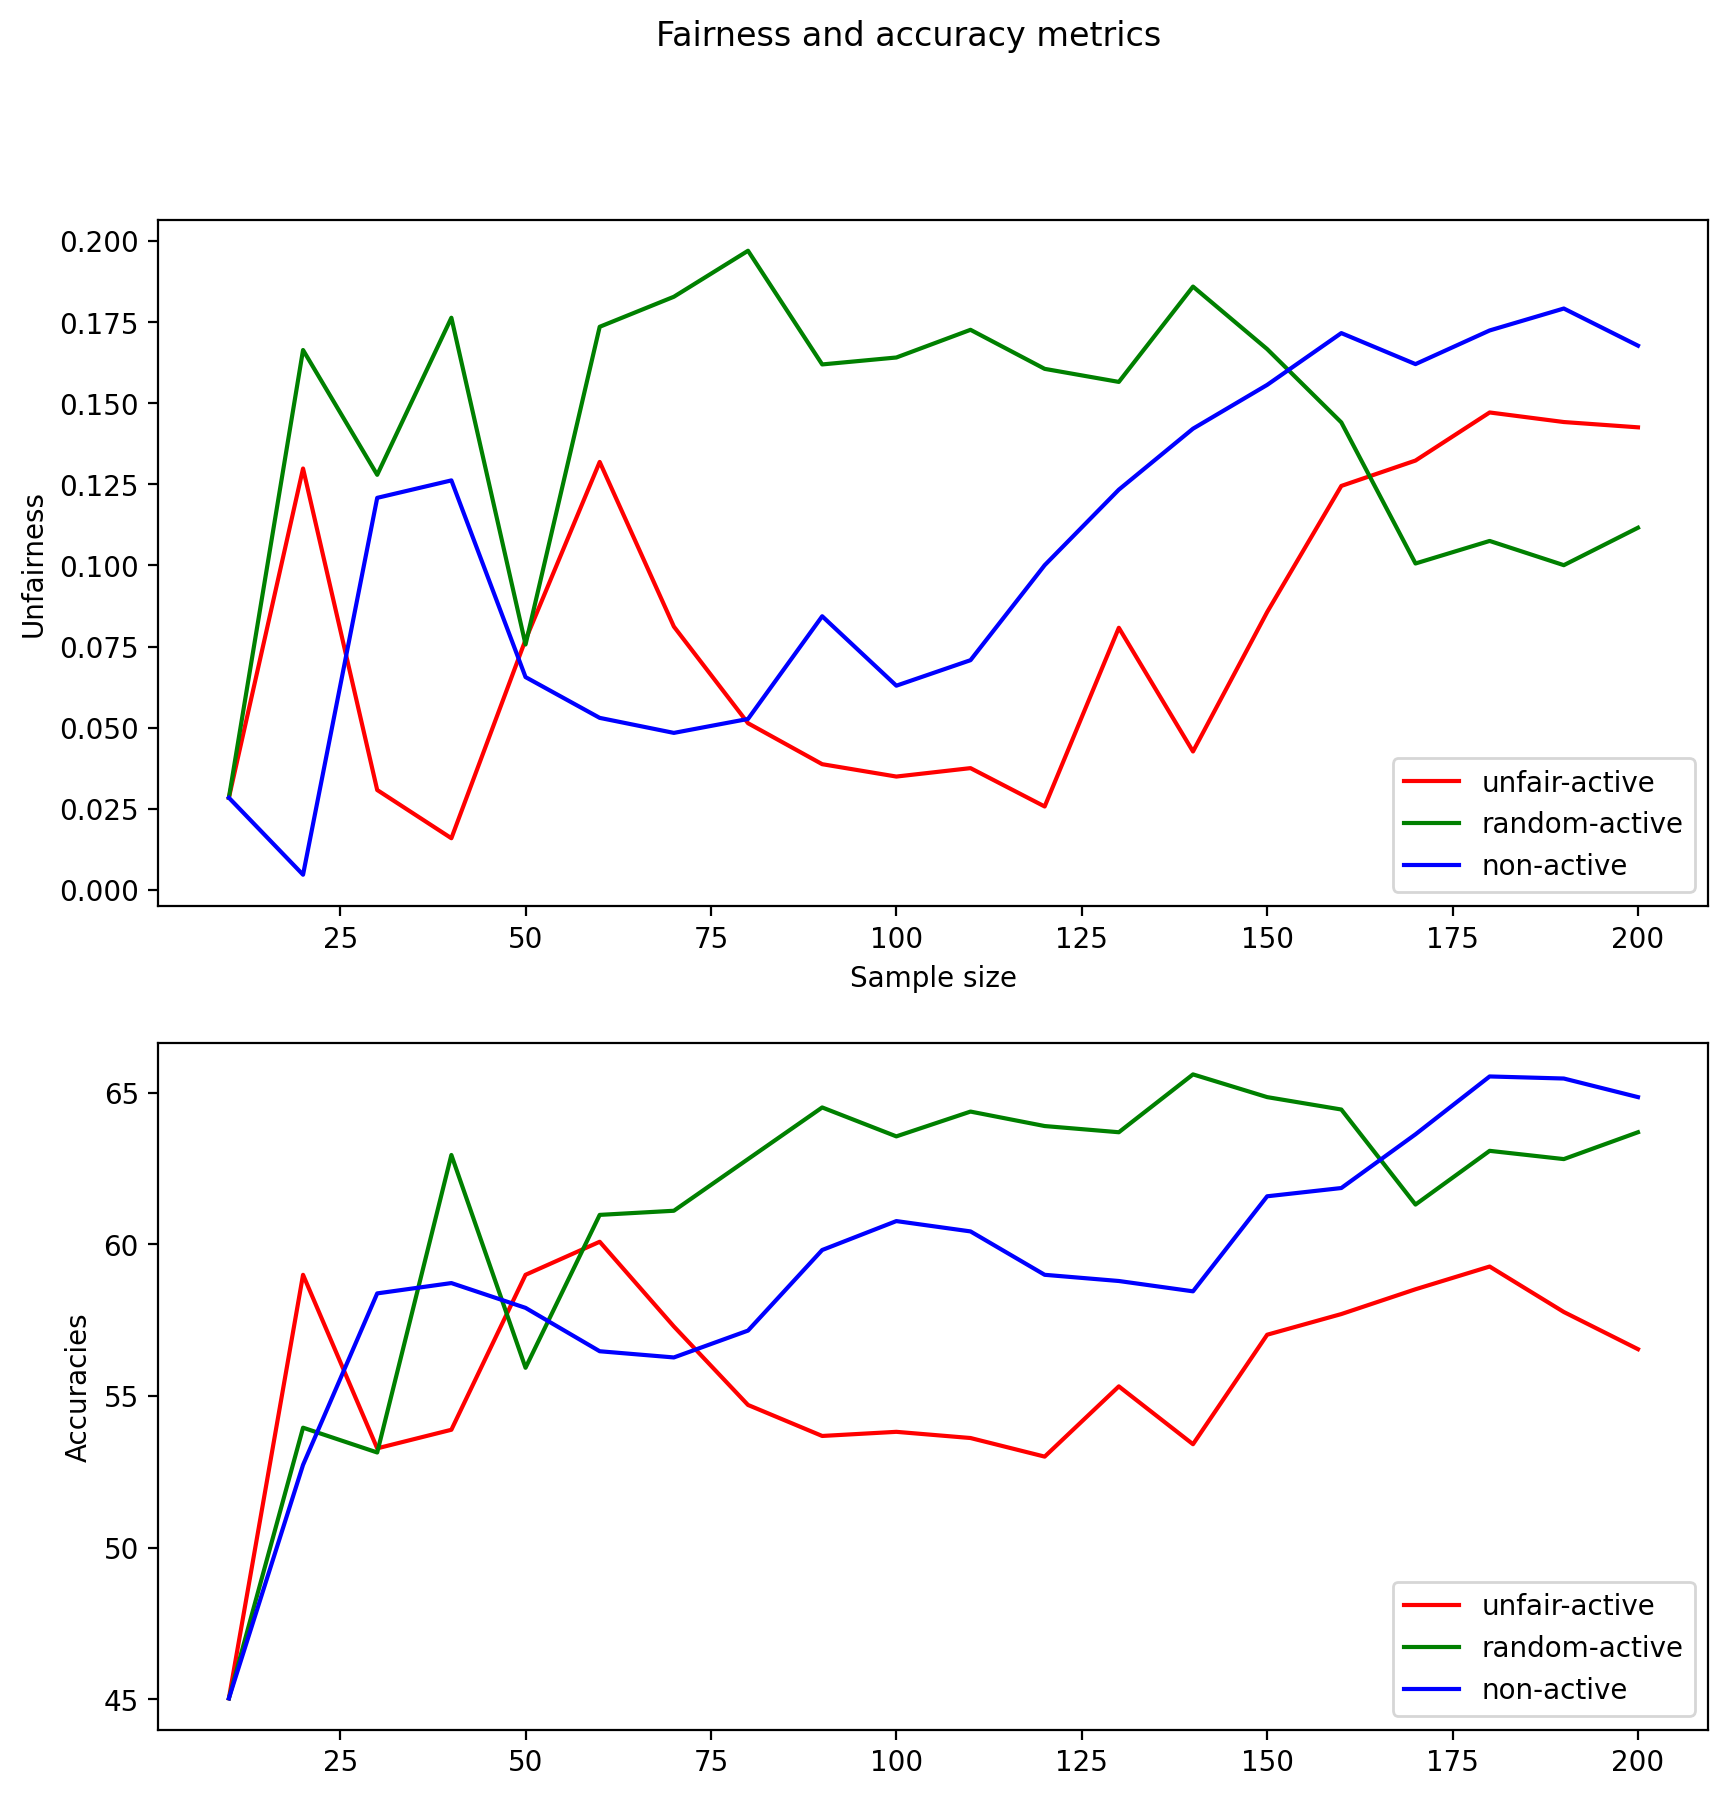 Fairness and accuracy metrics
0.200
0.175
0.150
0.125
0.100
0.075
0.050
0.025
0.000
Unfairness
unfair-active
random-active
non-active
25 50 75 100 125 150 175 200
Sample size
65
60
55
50
45
Accuracies
unfair-active
random-active
non-active
25 50 75 100 125 150 175 200